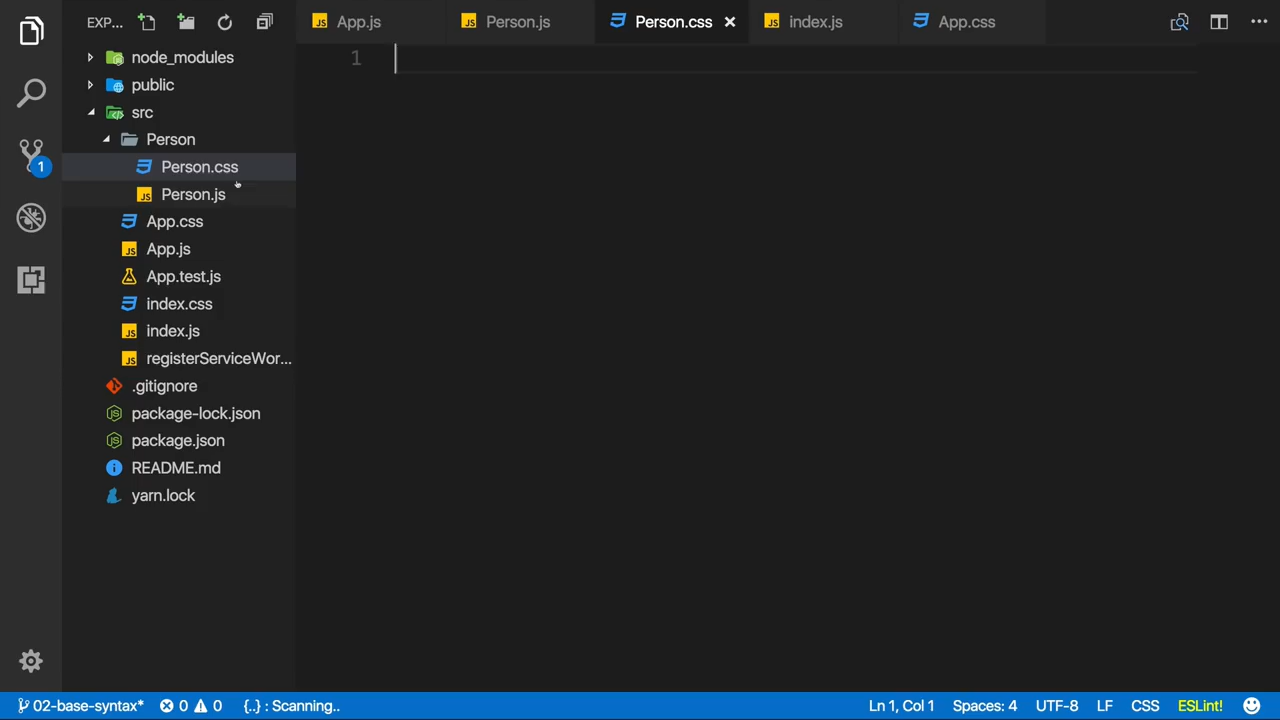 EXP...
App.js
Person.js
Person.css
index.js
App.css
node_modules
public
src
Person
Person.css
Person.js
App.css
App.js
App.test.js
index.css
index.js
registerServiceWor...
.gitignore
package-lock.json
package.json
README.md
yarn.lock
1
1
02-base-syntax* 0 0 {..} : Scanning.. Ln 1, Col 1 Spaces: 4 UTF-8 LF CSS ESLint!